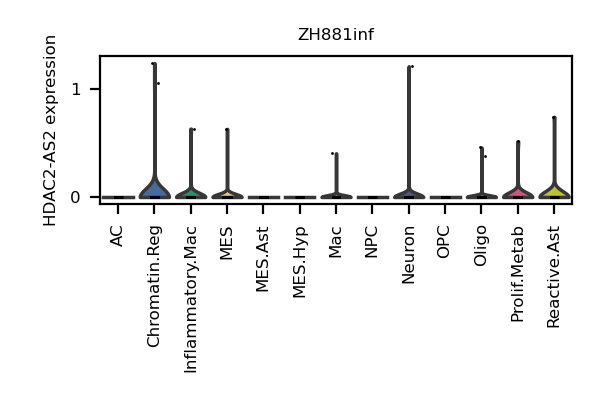 ZH881inf
HDAC2-AS2 expression
1
0
AC
Chromatin.Reg
Inflammatory.Mac
MES
MES.Ast
MES.Hyp
Mac
NPC
Neuron
OPC
Oligo
Prolif.Metab
Reactive.Ast